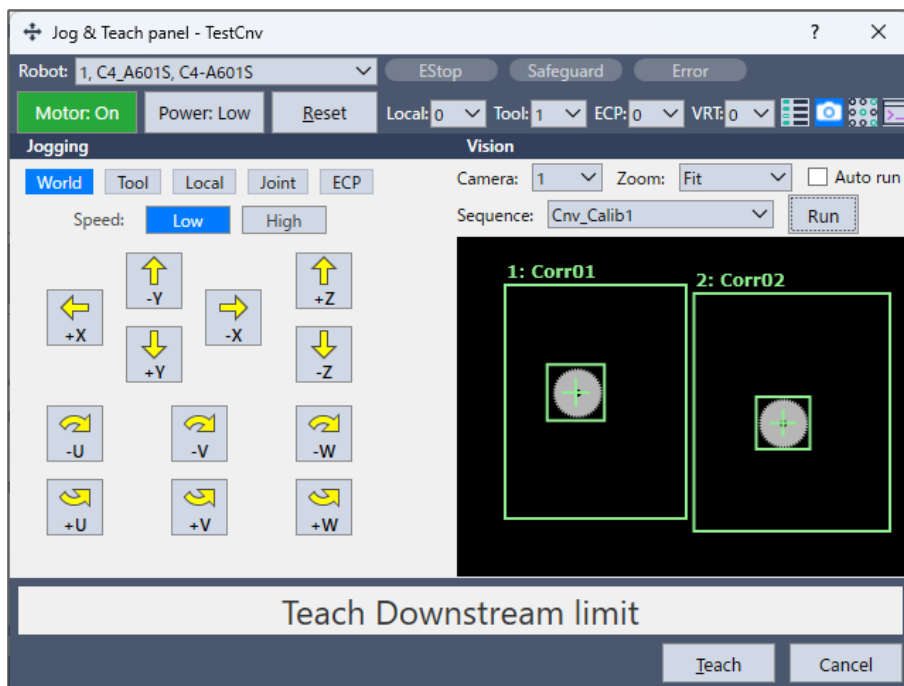 Jog & Teach panel - TestCnv ?
Robot: 1, C4_A601S, C4-A601S EStop Safeguard Error
Motor: On Power: Low Reset Local: 0 Tool: 1 ECP: 0 VRT: 0
Jogging Vision
World Tool Local Joint ECP Camera: 1 Zoom: Fit Auto run
Speed: Low High Sequence: Cnv_Calib1 Run
1: Corr01 2: Corr02
-Y +Z
+X -X
+Y -Z
-U -V -W
+U +V +W
Teach Downstream limit
Teach Cancel